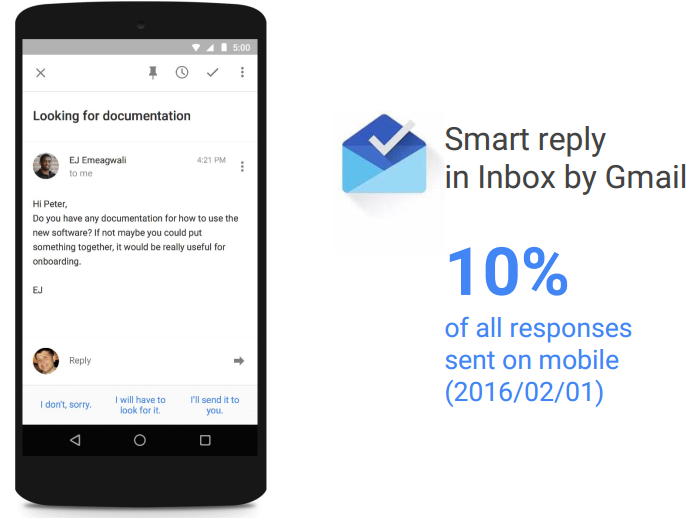 5:00
Looking for documentation
EJ Emeagwali
4:21 PM
to me
Hi Peter,
Do you have any documentation for how to use the
new software? If not maybe you could put
something together, it would be really useful for
onboarding.
EJ
Reply
I don't, sorry.
I will have to
look for it.
I'll send it to
you.
Smart reply
in Inbox by Gmail
10%
of all responses
sent on mobile
(2016/02/01)